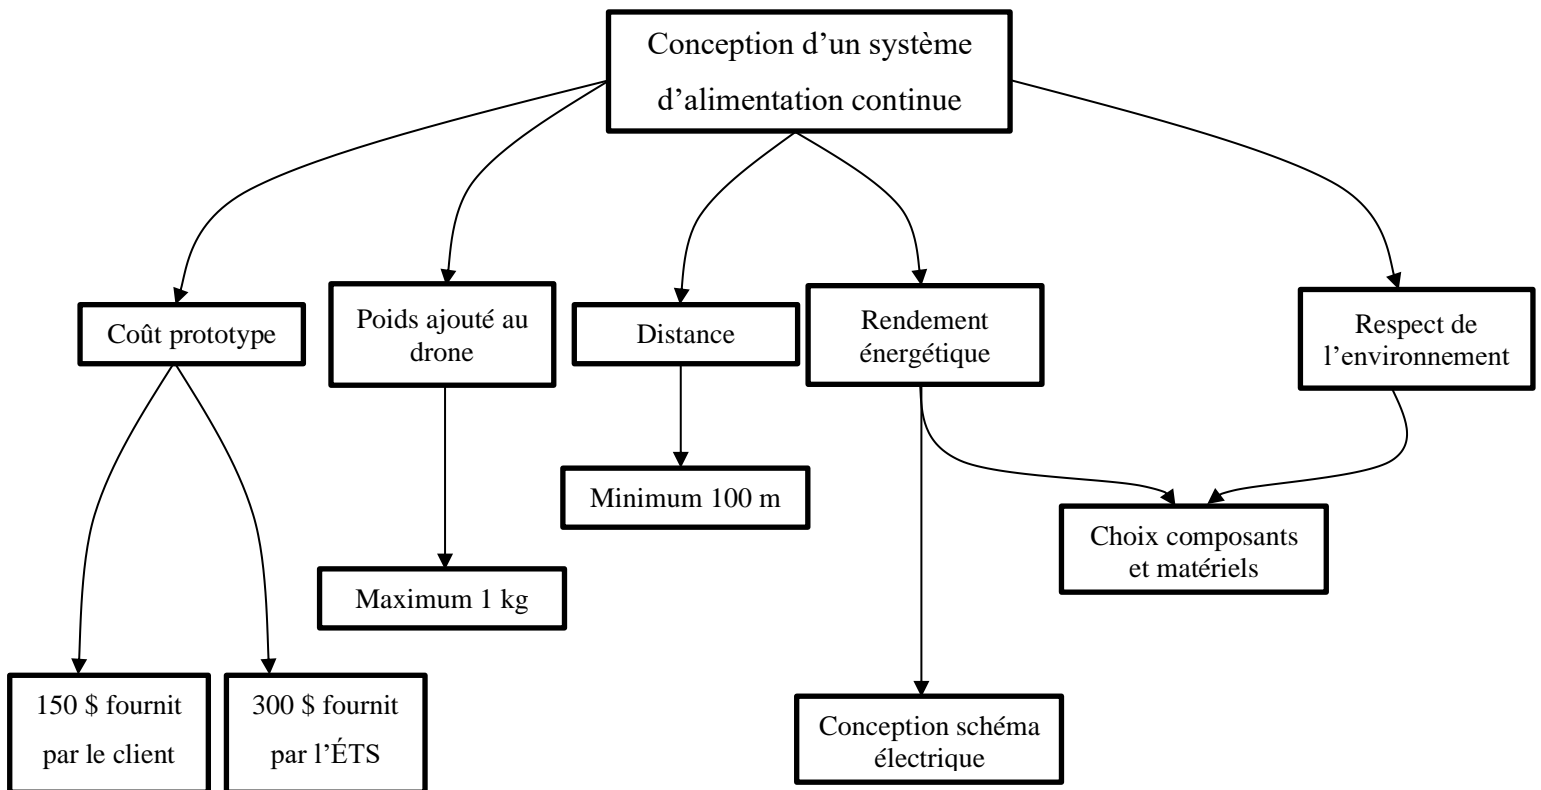 Conception d’un système
d’alimentation continue
Coût prototype
Poids ajouté au
drone
Distance
Rendement
énergétique
Respect de
l’environnement
Minimum 100 m
Choix composants
et matériels
Maximum 1 kg
150 $ fournit
par le client
300 $ fournit
par l’ÉTS
Conception schéma
électrique